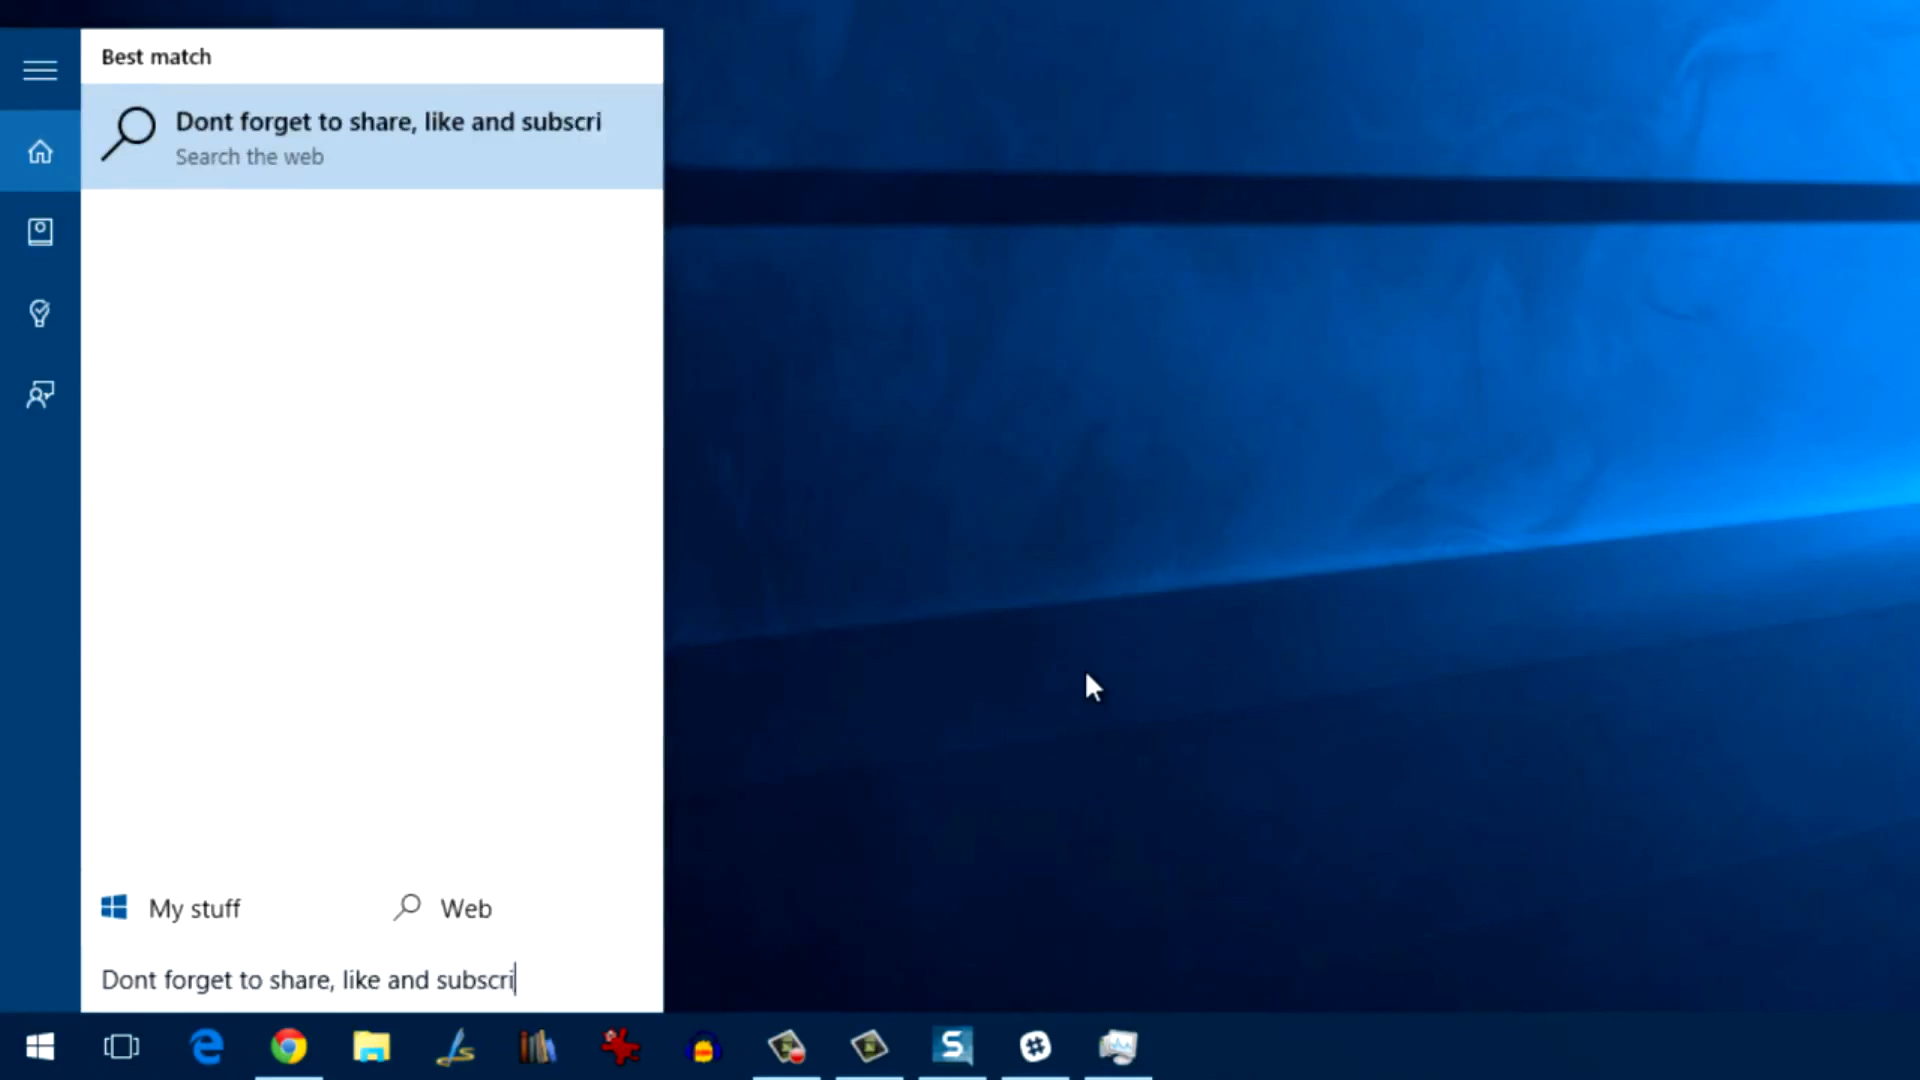 Best match
Dont forget to share, like and subscri
Search the web
My stuff
Web
Dont forget to share, like and subscri